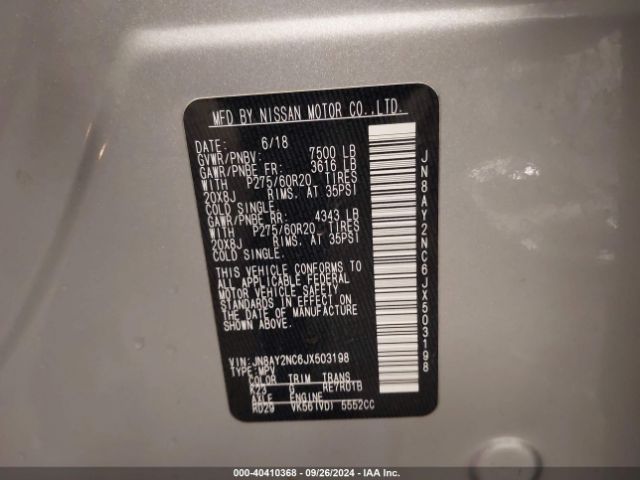 MFD BY NISSAN MOTOR CO.,LTD.
DATE: 6/18
GVWR/PNBV: 7500 LB
GAWR/PNBE FR: 3616 LB
WITH P275/60R20 TIRES
20X8J RIMS, AT 35PSI
COLD SINGLE.
GAWR/PNBE RR: 4343 LB
WITH P275/60R20 TIRES
20X8J RIMS, AT 35PSI
COLD SINGLE.
THIS VEHICLE CONFORMS TO
ALL APPLICABLE FEDERAL
MOTOR VEHICLE SAFETY
STANDARDS IN EFFECT ON
THE DATE OF MANUFACTURE
SHOWN ABOVE.
VIN: JN8AY2NC6JX503198
TYPE: MPV
COLOR TRIM TRANS
K23 G RE7R01B
AXLE ENGINE
RD29 VK56(VD) 5552CC
JN8AY2NC6JX503198
000-40410368 - 09/26/2024 - IAA Inc.